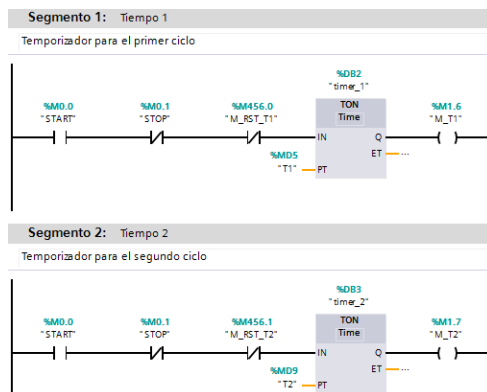 Segmento 1: Tiempo 1
Temporizador para el primer ciclo
%DB2
"timer_1"
%M0.0 %M0.1 %M456.0 TON %M1.6
"START" "STOP" "M_RST_T1" Time "M_T1"
IN Q
%MD5 ET ...
"T1" PT
Segmento 2: Tiempo 2
Temporizador para el segundo ciclo
%DB3
"timer_2"
%M0.0 %M0.1 %M456.1 TON %M1.7
"START" "STOP" "M_RST_T2" Time "M_T2"
IN Q
%MD9 ET ...
"T2" PT